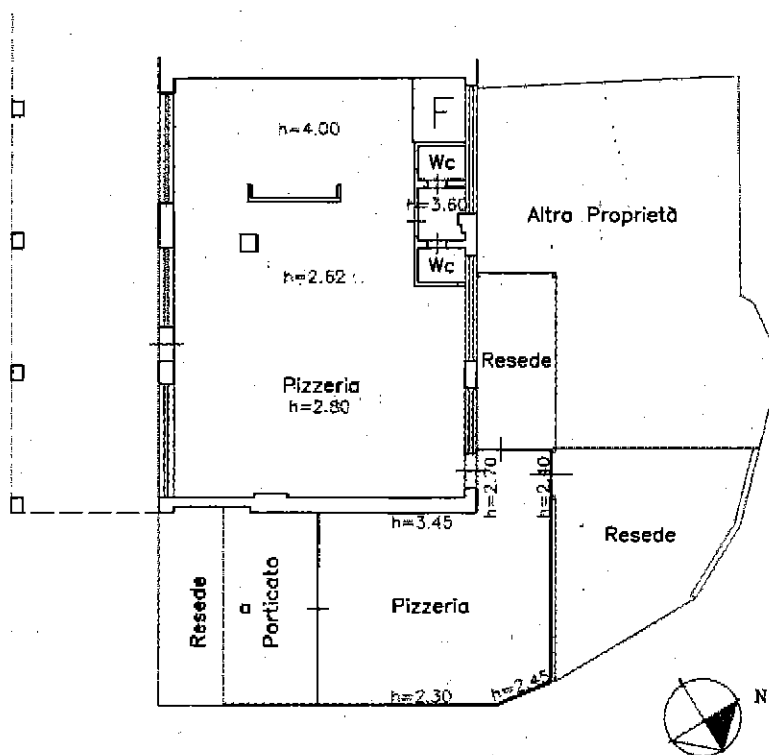 h=4.00
F
Wc
h=3.60
Wc
Altra Proprietà
h=2.62
Resede
Pizzeria
h=2.80
h=2.70
h=2.40
h=3.45
Resede
Resede
a
Porticato
Pizzeria
h=2.30
h=2.45
N